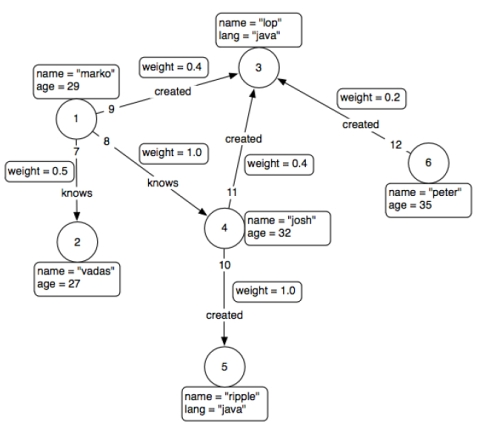 name = "lop"
lang = "java"
weight = 0.4
3
name = "marko"
age = 29
created
9
weight = 0.2
1
8
created
7
weight = 1.0
created
12
weight = 0.5
weight = 0.4
6
knows
knows
11
name = "peter"
age = 35
2
4
name = "josh"
age = 32
10
name = "vadas"
age = 27
weight = 1.0
created
5
name = "ripple"
lang = "java"